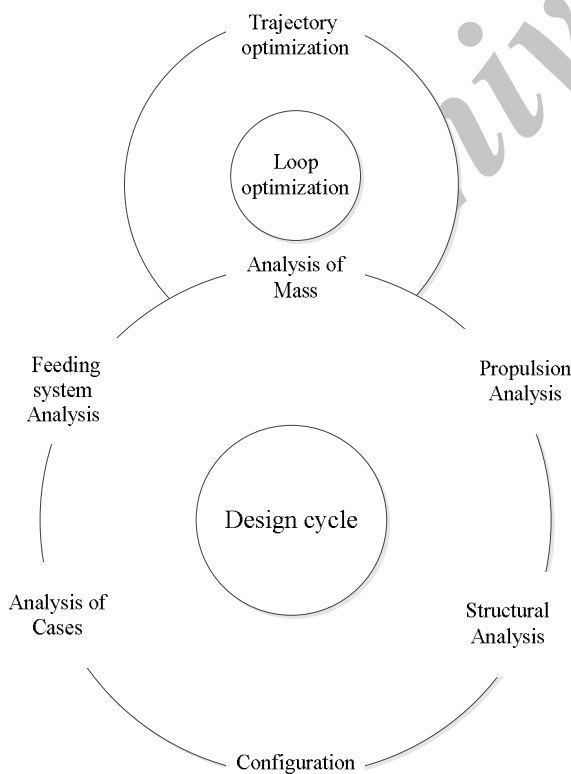 Trajectory
optimization
Loop
optimization
Analysis of
Mass
Feeding
system
Analysis
Propulsion
Analysis
Design cycle
Analysis of
Cases
Structural
Analysis
Configuration